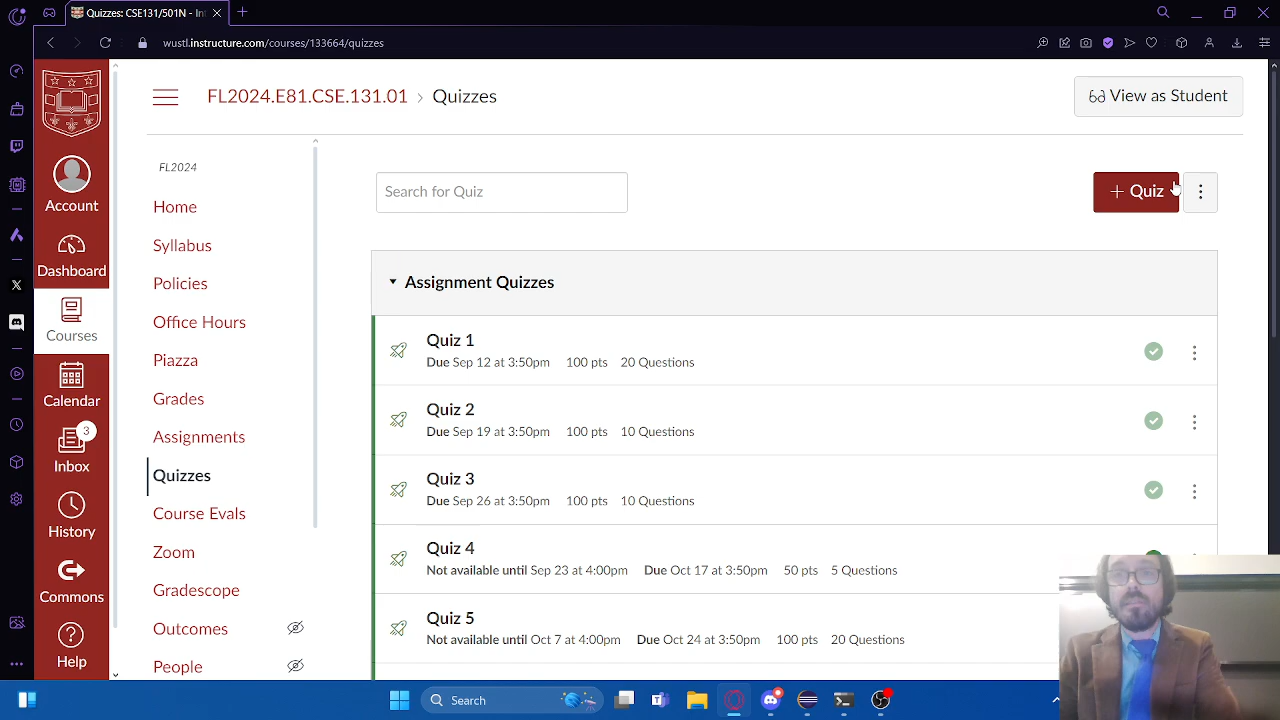 Quizzes: CSE131/501N - Int
wustl.instructure.com/courses/133664/quizzes
FL2024.E81.CSE.131.01 › Quizzes
View as Student
Account
Dashboard
Courses
Calendar
3
Inbox
History
Commons
Help
FL2024
Home
Syllabus
Policies
Office Hours
Piazza
Grades
Assignments
Quizzes
Course Evals
Zoom
Gradescope
Outcomes
People
Search for Quiz
+ Quiz
Assignment Quizzes
Quiz 1
Due Sep 12 at 3:50pm 100 pts 20 Questions
Quiz 2
Due Sep 19 at 3:50pm 100 pts 10 Questions
Quiz 3
Due Sep 26 at 3:50pm 100 pts 10 Questions
Quiz 4
Not available until Sep 23 at 4:00pm Due Oct 17 at 3:50pm 50 pts 5 Questions
Quiz 5
Not available until Oct 7 at 4:00pm Due Oct 24 at 3:50pm 100 pts 20 Questions
Search